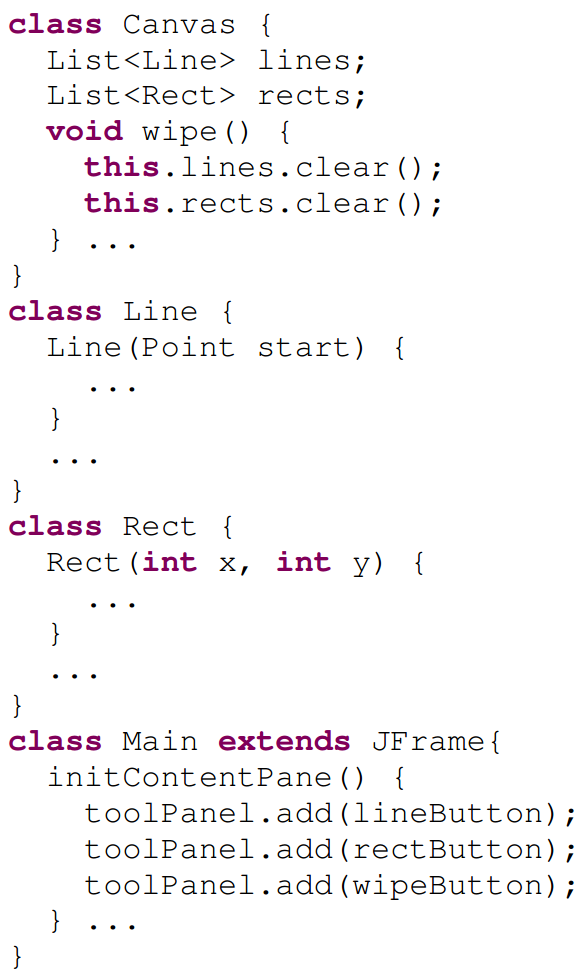 class Canvas {
  List<Line> lines;
  List<Rect> rects;
  void wipe() {
    this.lines.clear();
    this.rects.clear();
  } ...
}
class Line {
  Line(Point start) {
    ...
  }
  ...
}
class Rect {
  Rect(int x, int y) {
    ...
  }
  ...
}
class Main extends JFrame{
  initContentPane() {
    toolPanel.add(lineButton);
    toolPanel.add(rectButton);
    toolPanel.add(wipeButton);
  } ...
}